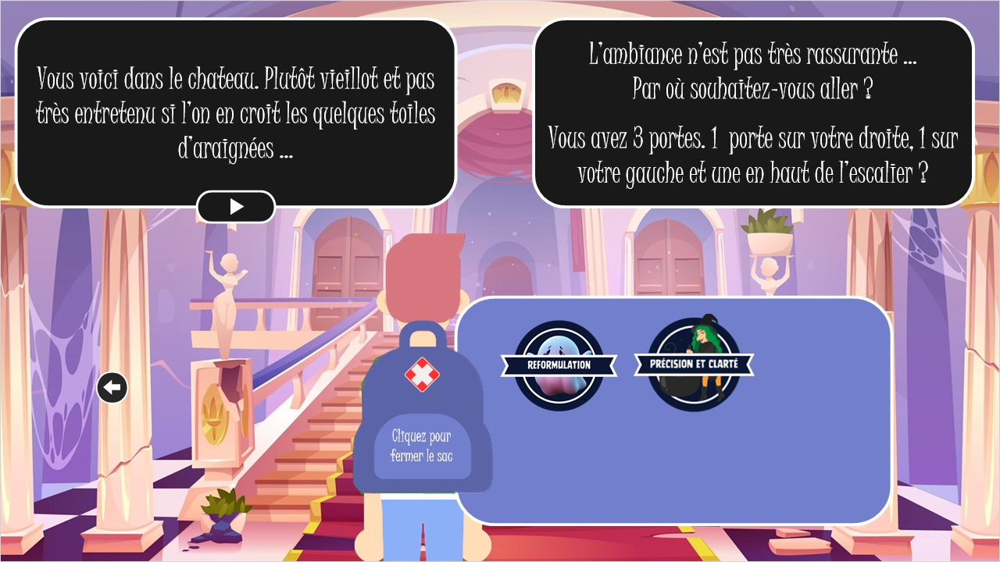 Vous voici dans le chateau. Plutôt vieillot et pas
très entretenu si l'on en croit les quelques toiles
d'araignées ...
L'ambiance n'est pas très rassurante ...
Par où souhaitez-vous aller ?
Vous avez 3 portes. 1 porte sur votre droite, 1 sur
votre gauche et une en haut de l'escalier ?
REFORMULATION
PRÉCISION ET CLARTÉ
Cliquez pour
fermer le sac